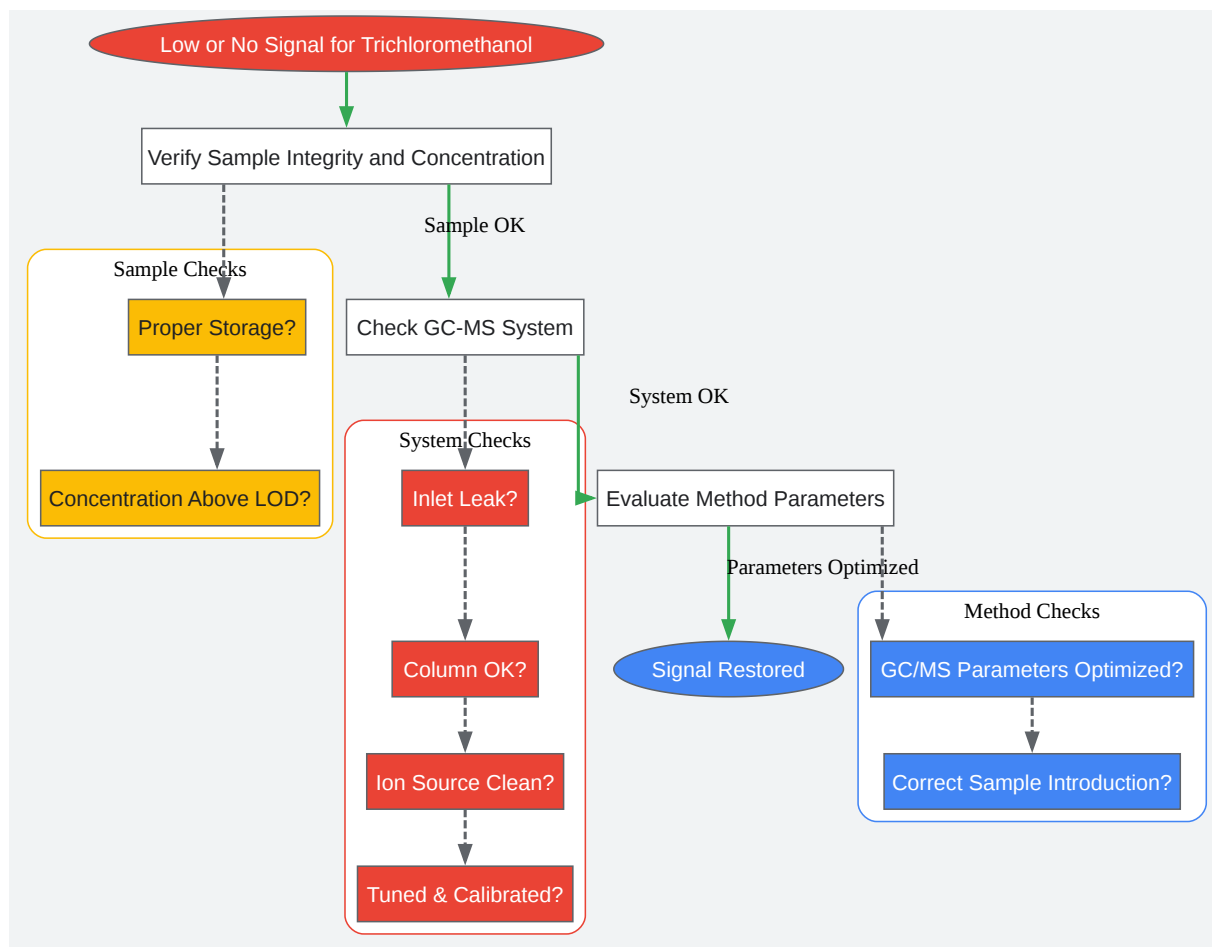 Low or No Signal for Trichloromethanol
Verify Sample Integrity and Concentration
Sample OK
Sample Checks
Proper Storage?
Check GC-MS System
System OK
System Checks
Concentration Above LOD?
Inlet Leak?
Evaluate Method Parameters
Parameters Optimized
Method Checks
Column OK?
Signal Restored
GC/MS Parameters Optimized?
Ion Source Clean?
Correct Sample Introduction?
Tuned & Calibrated?